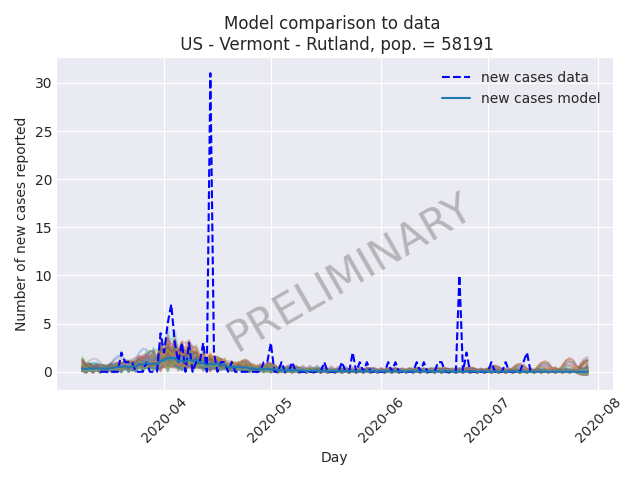 Model comparison to data
US - Vermont - Rutland, pop. = 58191
new cases data
new cases model
Number of new cases reported
30
25
20
15
10
5
0
PRELIMINARY
2020-04
2020-05
2020-06
2020-07
2020-08
Day